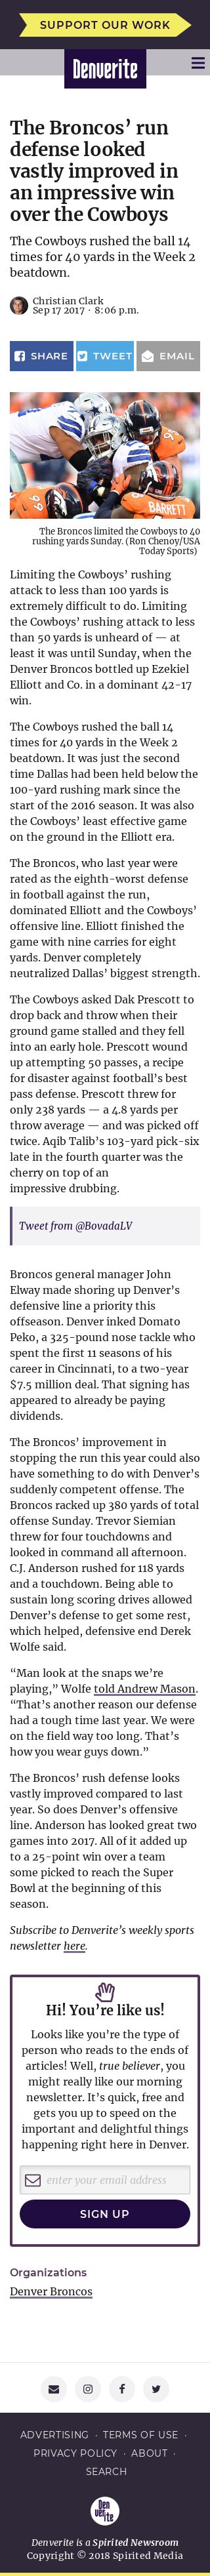 SUPPORT OUR WORK
Denverite
The Broncos’ run
defense looked
vastly improved in
an impressive win
over the Cowboys
The Cowboys rushed the ball 14
times for 40 yards in the Week 2
beatdown.
Christian Clark
Sep 17 2017 · 8:06 p.m.
SHARE TWEET EMAIL
The Broncos limited the Cowboys to 40
rushing yards Sunday. (Ron Chenoy/USA
Today Sports)
Limiting the Cowboys’ rushing
attack to less than 100 yards is
extremely difficult to do. Limiting
the Cowboys’ rushing attack to less
than 50 yards is unheard of — at
least it was until Sunday, when the
Denver Broncos bottled up Ezekiel
Elliott and Co. in a dominant 42-17
win.
The Cowboys rushed the ball 14
times for 40 yards in the Week 2
beatdown. It was just the second
time Dallas had been held below the
100-yard rushing mark since the
start of the 2016 season. It was also
the Cowboys’ least effective game
on the ground in the Elliott era.
The Broncos, who last year were
rated as the eighth-worst defense
in football against the run,
dominated Elliott and the Cowboys’
offensive line. Elliott finished the
game with nine carries for eight
yards. Denver completely
neutralized Dallas’ biggest strength.
The Cowboys asked Dak Prescott to
drop back and throw when their
ground game stalled and they fell
into an early hole. Prescott wound
up attempting 50 passes, a recipe
for disaster against football’s best
pass defense. Prescott threw for
only 238 yards — a 4.8 yards per
throw average — and was picked off
twice. Aqib Talib’s 103-yard pick-six
late in the fourth quarter was the
cherry on top of an
impressive drubbing.
Tweet from @BovadaLV
Broncos general manager John
Elway made shoring up Denver’s
defensive line a priority this
offseason. Denver inked Domato
Peko, a 325-pound nose tackle who
spent the first 11 seasons of his
career in Cincinnati, to a two-year
$7.5 million deal. That signing has
appeared to already be paying
dividends.
The Broncos’ improvement in
stopping the run this year could also
have something to do with Denver’s
suddenly competent offense. The
Broncos racked up 380 yards of total
offense Sunday. Trevor Siemian
threw for four touchdowns and
looked in command all afternoon.
C.J. Anderson rushed for 118 yards
and a touchdown. Being able to
sustain long scoring drives allowed
Denver’s defense to get some rest,
which helped, defensive end Derek
Wolfe said.
“Man look at the snaps we’re
playing,” Wolfe told Andrew Mason.
“That’s another reason our defense
had a tough time last year. We were
on the field way too long. That’s
how you wear guys down.”
The Broncos’ rush defense looks
vastly improved compared to last
year. So does Denver’s offensive
line. Anderson has looked great two
games into 2017. All of it added up
to a 25-point win over a team
some picked to reach the Super
Bowl at the beginning of this
season.
Subscribe to Denverite’s weekly sports
newsletter here.
Hi! You’re like us!
Looks like you’re the type of
person who reads to the ends of
articles! Well, true believer, you
might really like our morning
newsletter. It’s quick, free and
gets you up to speed on the
important and delightful things
happening right here in Denver.
enter your email address
SIGN UP
Organizations
Denver Broncos
ADVERTISING · TERMS OF USE ·
PRIVACY POLICY · ABOUT ·
SEARCH
Den
ver
ite
Denverite is a Spirited Newsroom
Copyright © 2018 Spirited Media